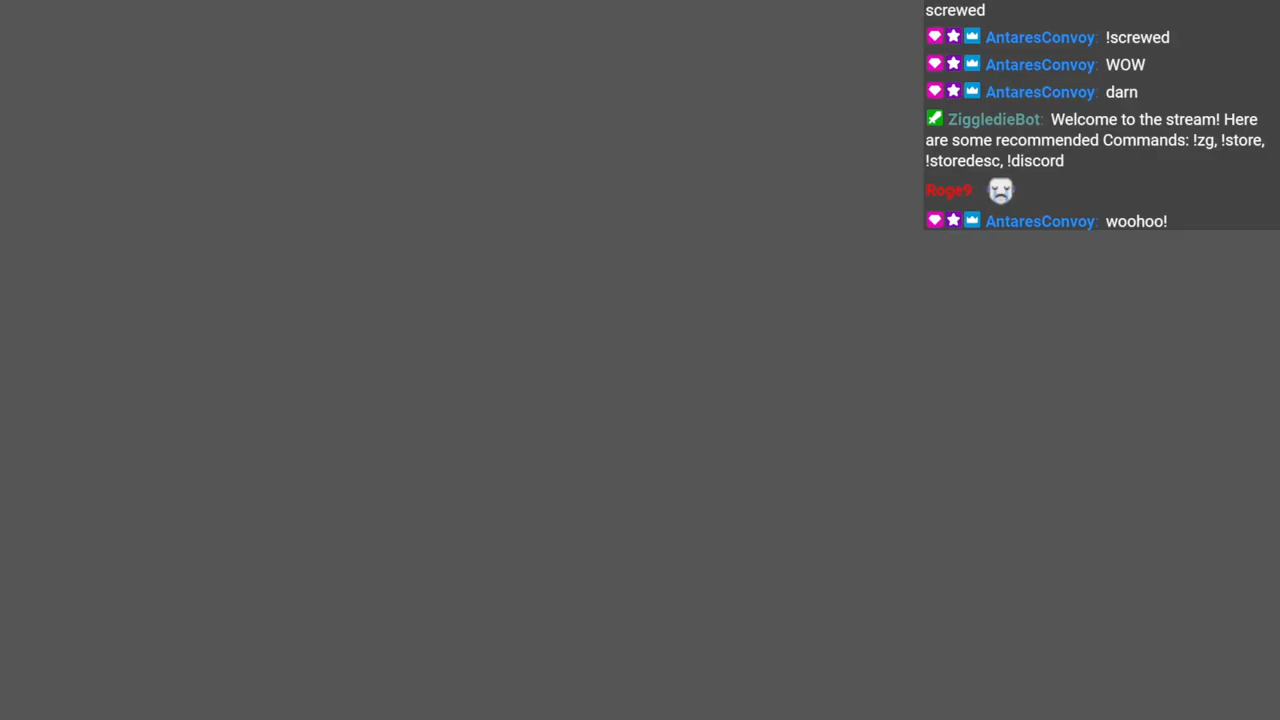 screwed
AntaresConvoy: !screwed
AntaresConvoy: WOW
AntaresConvoy: darn
ZiggledieBot: Welcome to the stream! Here
are some recommended Commands: !zg, !store,
!storedesc, !discord
Roge9
AntaresConvoy: woohoo!